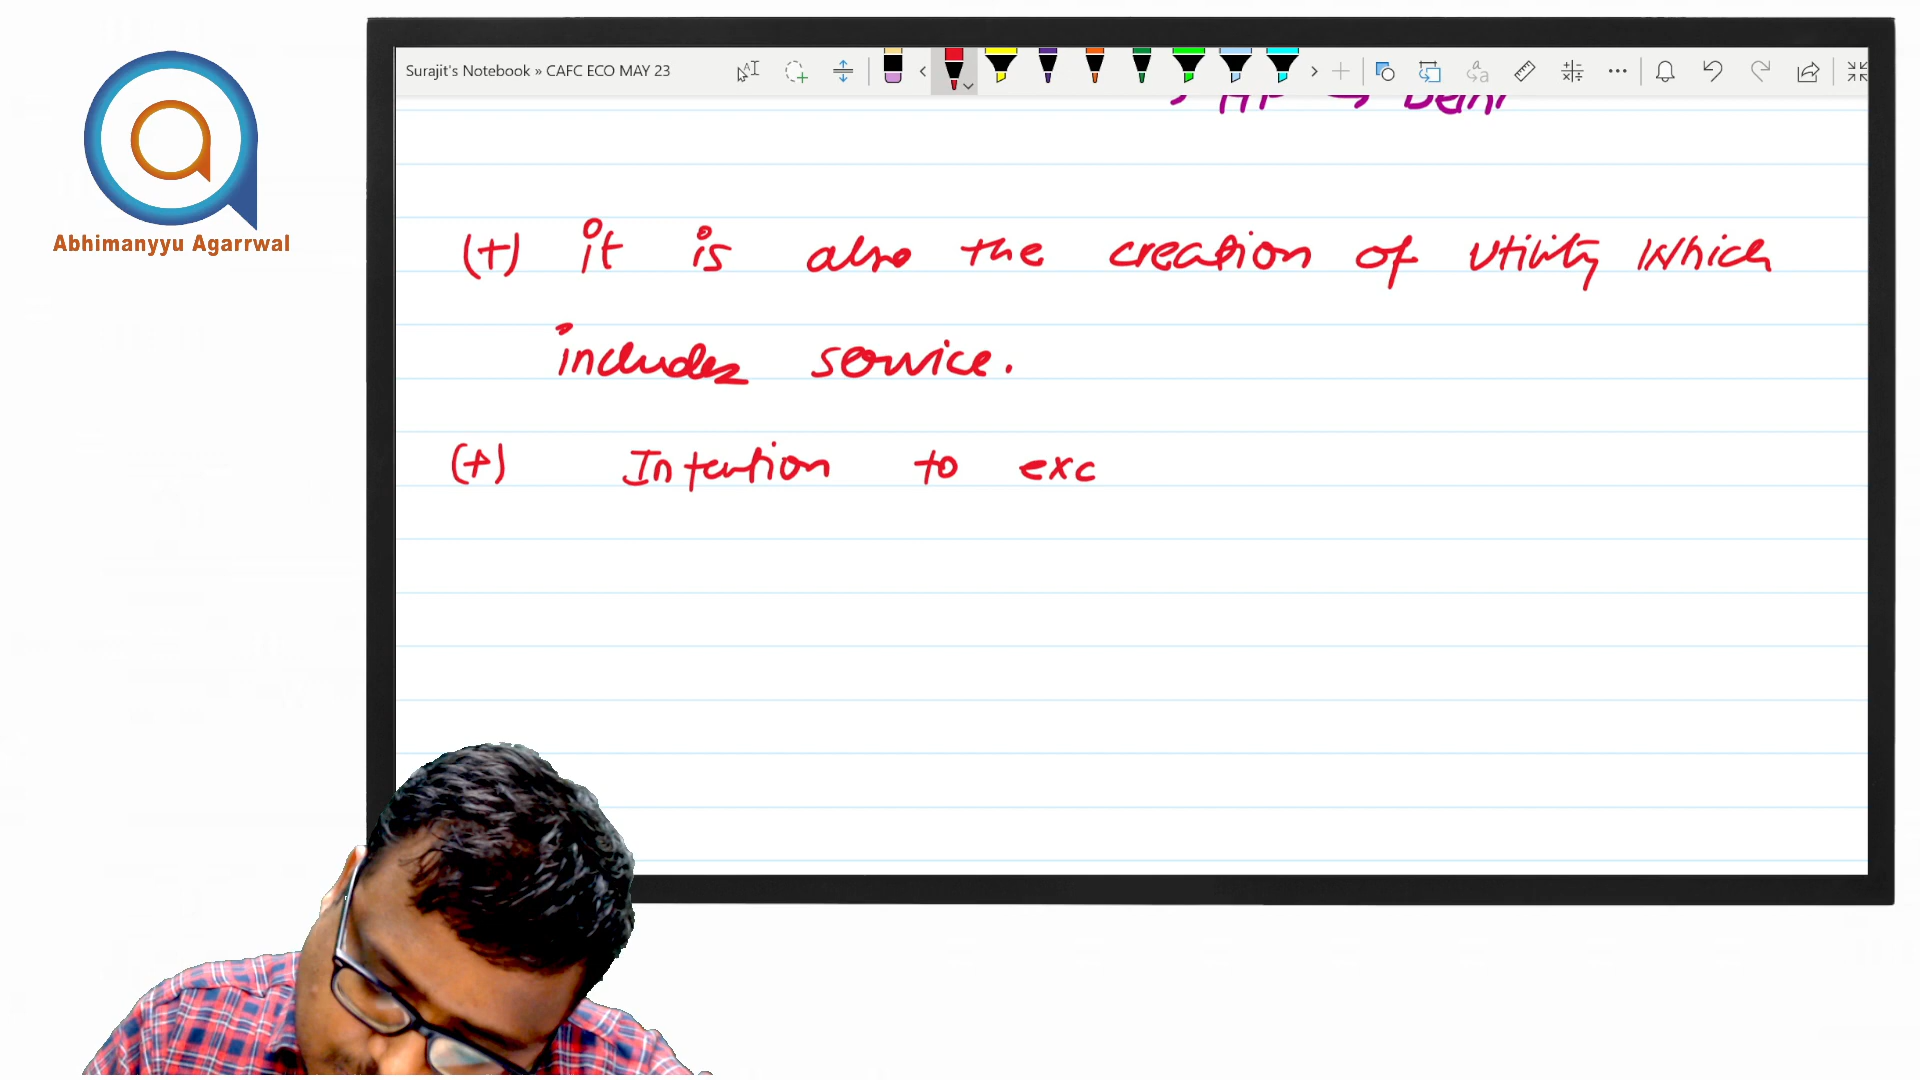 Surajit's Notebook » CAFC ECO MAY 23
Abhimanyyu Agarrwal
(+) it is also the creation of utility which
includes service.
(+) Intention to exc